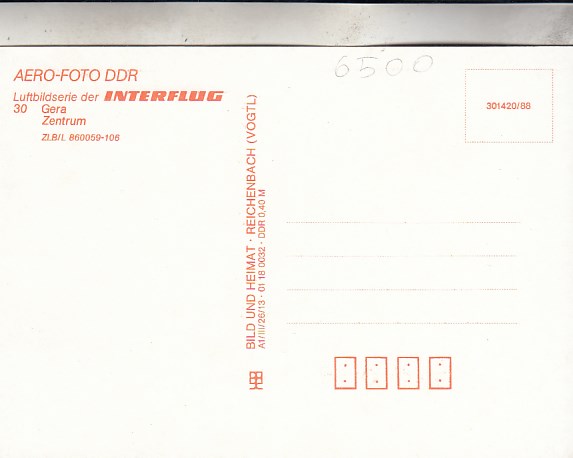 6500
AERO-FOTO DDR
Luftbildserie der INTERFLUG
30 Gera
Zentrum
ZLB/L 860059-106
301420/88
BILD UND HEIMAT · REICHENBACH (VOGTL)
A1/III/26/13 · 01 18 0032 · DDR 0,40 M